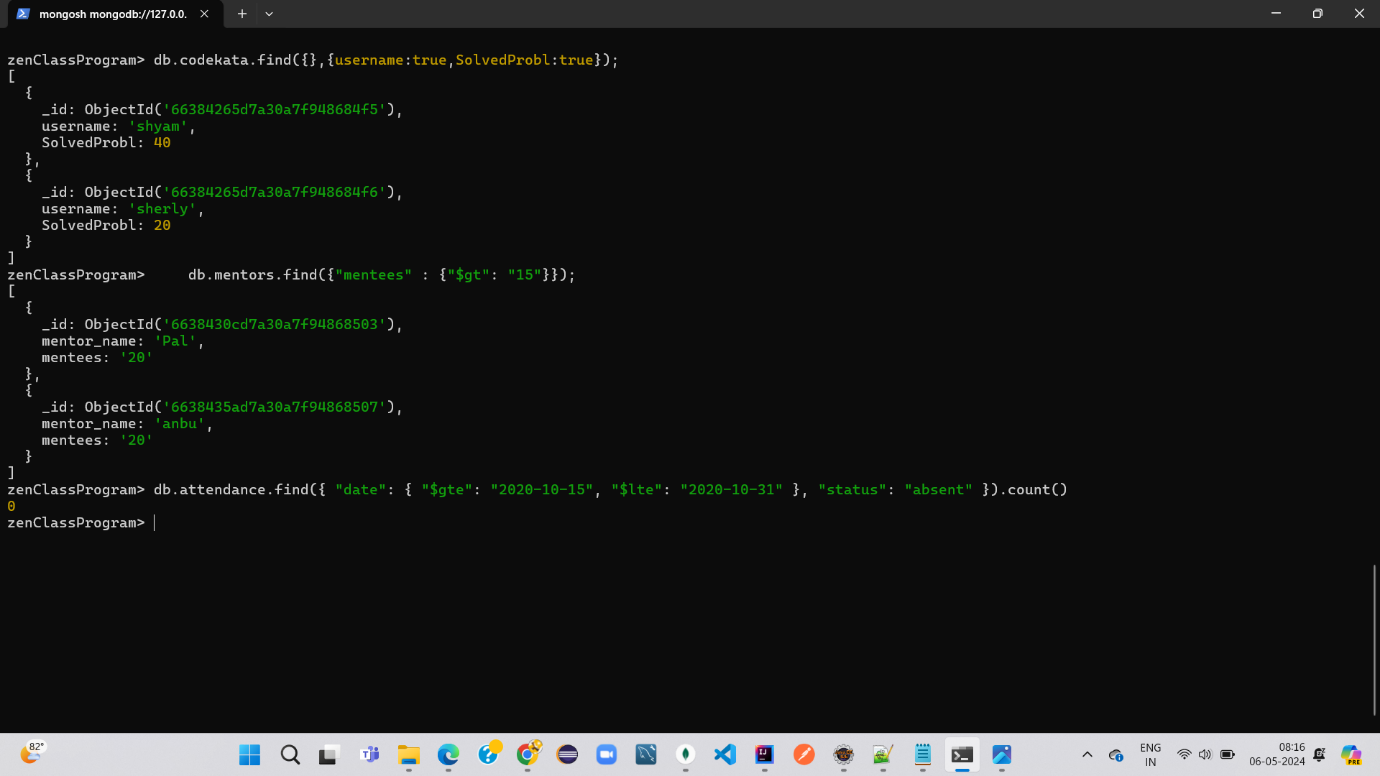 mongosh mongodb://127.0.0.
zenClassProgram> db.codekata.find({},{username:true,SolvedProbl:true});
[
  {
    _id: ObjectId('66384265d7a30a7f948684f5'),
    username: 'shyam',
    SolvedProbl: 40
  },
  {
    _id: ObjectId('66384265d7a30a7f948684f6'),
    username: 'sherly',
    SolvedProbl: 20
  }
]
zenClassProgram>     db.mentors.find({"mentees" : {"$gt": "15"}});
[
  {
    _id: ObjectId('6638430cd7a30a7f94868503'),
    mentor_name: 'Pal',
    mentees: '20'
  },
  {
    _id: ObjectId('6638435ad7a30a7f94868507'),
    mentor_name: 'anbu',
    mentees: '20'
  }
]
zenClassProgram> db.attendance.find({ "date": { "$gte": "2020-10-15", "$lte": "2020-10-31" }, "status": "absent" }).count()
0
zenClassProgram>
82°
ENG
IN
08:16
06-05-2024
PRE